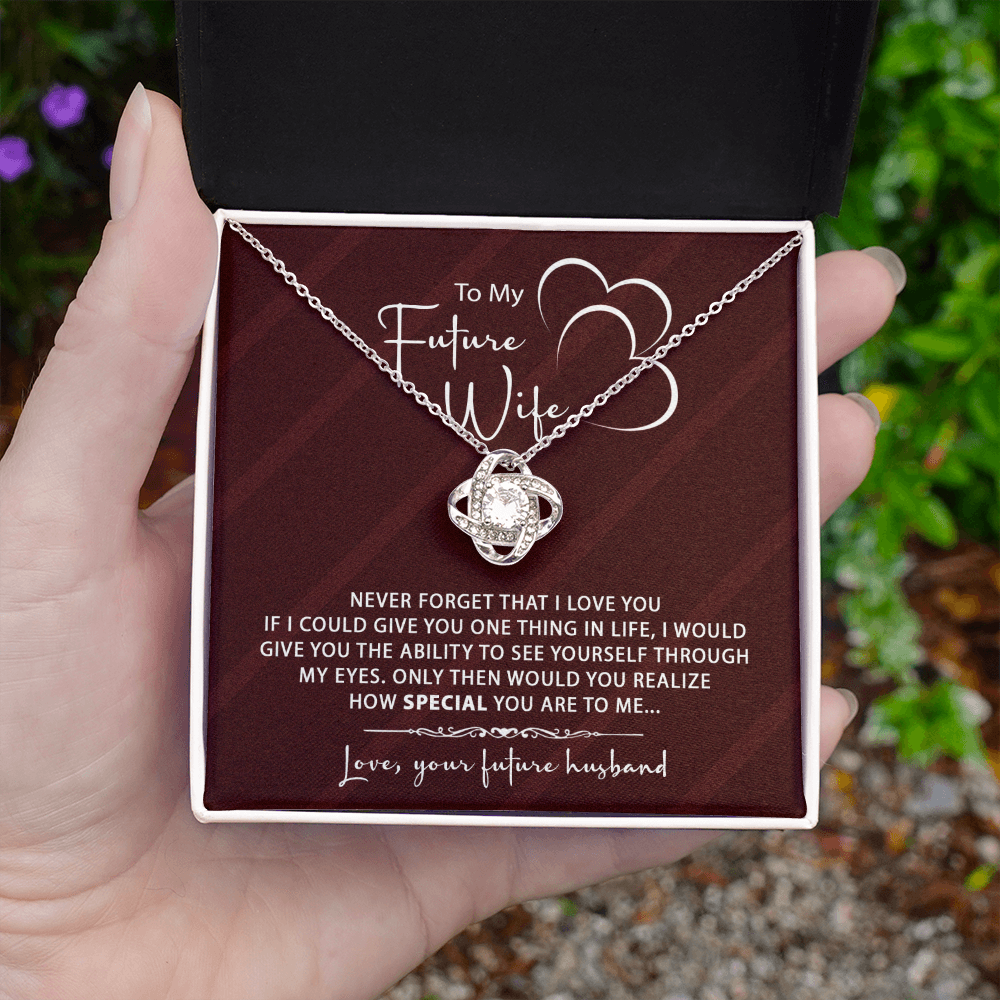 To My
Future
Wife
NEVER FORGET THAT I LOVE YOU
IF I COULD GIVE YOU ONE THING IN LIFE, I WOULD
GIVE YOU THE ABILITY TO SEE YOURSELF THROUGH
MY EYES. ONLY THEN WOULD YOU REALIZE
HOW SPECIAL YOU ARE TO ME...
Love, your future husband